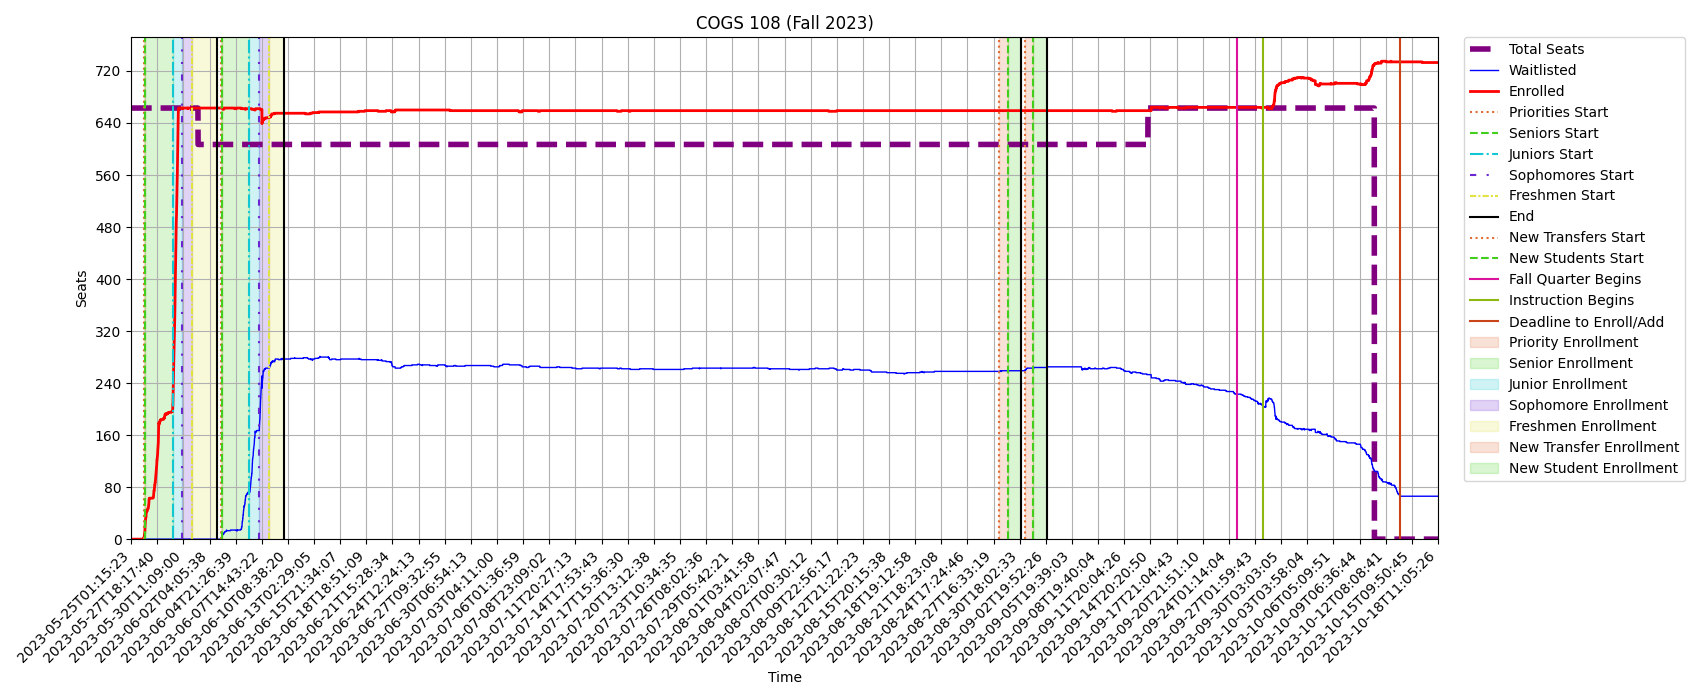 COGS 108 (Fall 2023)
Seats
720
640
560
480
400
320
240
160
80
0
2023-05-25T01:15:23
2023-05-27T18:17:40
2023-05-30T11:09:00
2023-06-02T04:05:38
2023-06-04T21:26:39
2023-06-07T14:43:22
2023-06-10T08:38:20
2023-06-13T02:29:05
2023-06-15T21:34:07
2023-06-18T18:51:09
2023-06-21T15:28:34
2023-06-24T12:24:13
2023-06-27T09:32:55
2023-06-30T06:54:13
2023-07-03T04:11:00
2023-07-06T01:36:59
2023-07-08T23:09:02
2023-07-11T20:27:13
2023-07-14T17:53:43
2023-07-17T15:36:30
2023-07-20T13:12:38
2023-07-23T10:34:35
2023-07-26T08:02:36
2023-07-29T05:42:21
2023-08-01T03:41:58
2023-08-04T02:07:47
2023-08-07T00:30:12
2023-08-09T22:56:17
2023-08-12T21:22:23
2023-08-15T20:15:38
2023-08-18T19:12:58
2023-08-21T18:23:08
2023-08-24T17:24:46
2023-08-27T16:33:19
2023-08-30T18:02:33
2023-09-02T19:52:26
2023-09-05T19:39:03
2023-09-08T19:40:04
2023-09-11T20:04:26
2023-09-14T20:20:50
2023-09-17T21:04:43
2023-09-20T21:51:10
2023-09-24T01:14:04
2023-09-27T01:59:43
2023-09-30T03:03:05
2023-10-03T03:58:04
2023-10-06T05:09:51
2023-10-09T06:36:44
2023-10-12T08:08:41
2023-10-15T09:50:45
2023-10-18T11:05:26
Time
Total Seats
Waitlisted
Enrolled
Priorities Start
Seniors Start
Juniors Start
Sophomores Start
Freshmen Start
End
New Transfers Start
New Students Start
Fall Quarter Begins
Instruction Begins
Deadline to Enroll/Add
Priority Enrollment
Senior Enrollment
Junior Enrollment
Sophomore Enrollment
Freshmen Enrollment
New Transfer Enrollment
New Student Enrollment